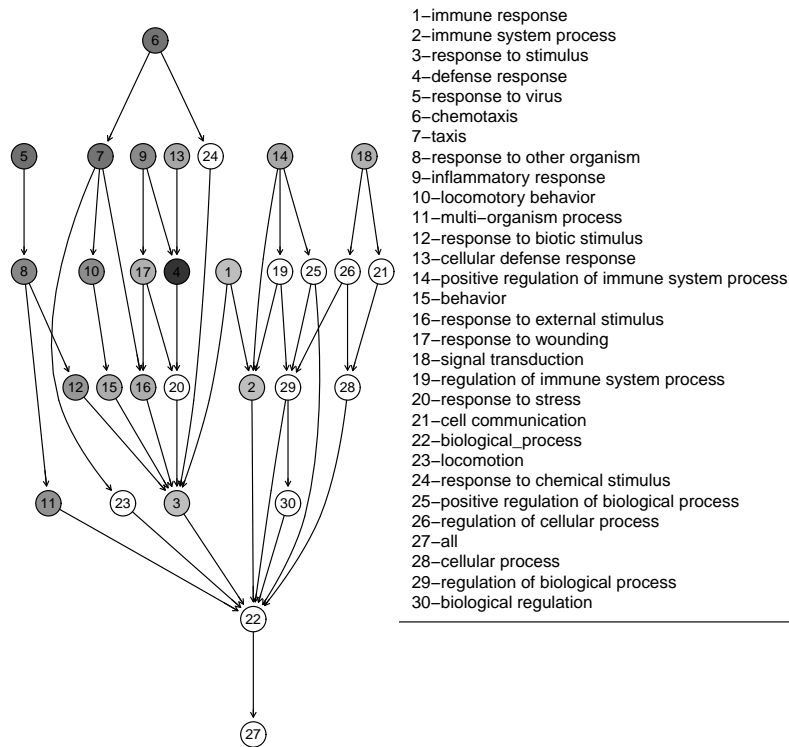 6
5
7
9
13
24
14
18
8
10
17
4
1
19
25
26
21
12
15
16
20
2
29
28
11
23
3
30
22
27
1−immune response
2−immune system process
3−response to stimulus
4−defense response
5−response to virus
6−chemotaxis
7−taxis
8−response to other organism
9−inflammatory response
10−locomotory behavior
11−multi−organism process
12−response to biotic stimulus
13−cellular defense response
14−positive regulation of immune system process
15−behavior
16−response to external stimulus
17−response to wounding
18−signal transduction
19−regulation of immune system process
20−response to stress
21−cell communication
22−biological_process
23−locomotion
24−response to chemical stimulus
25−positive regulation of biological process
26−regulation of cellular process
27−all
28−cellular process
29−regulation of biological process
30−biological regulation